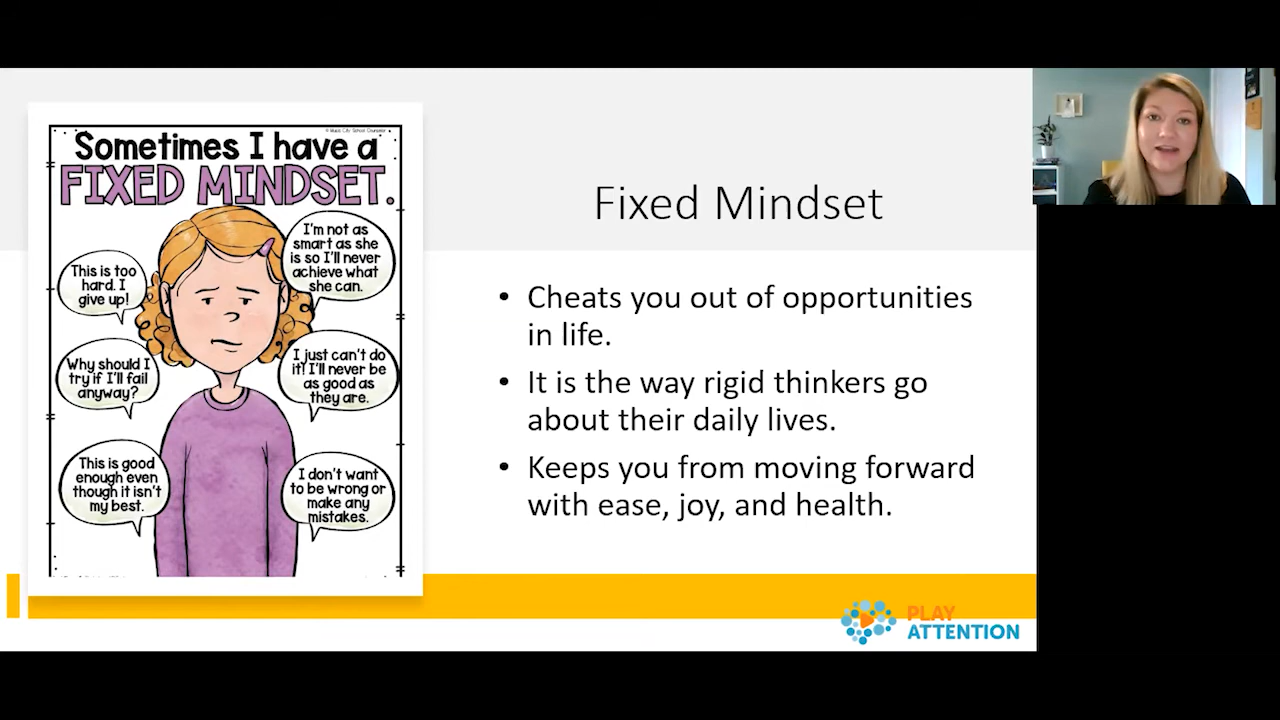 © Music City School Counselor
Sometimes I have a
FIXED MINDSET.
I'm not as
smart as she
is so I'll never
achieve what
she can.
This is too
hard. I
give up!
I just can't do
it! I'll never be
as good as
they are.
Why should I
try if I'll fail
anyway?
This is good
enough even
though it isn't
my best.
I don't want
to be wrong or
make any
mistakes.
Fixed Mindset
• Cheats you out of opportunities
in life.
• It is the way rigid thinkers go
about their daily lives.
• Keeps you from moving forward
with ease, joy, and health.
PLAY
ATTENTION